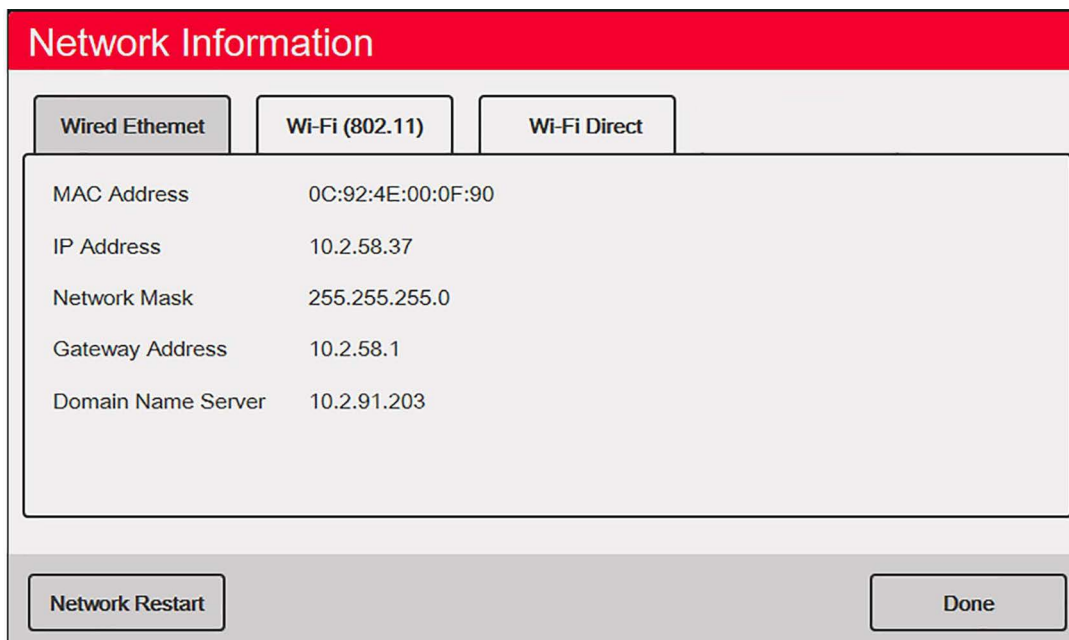 Network Information
Wired Ethernet Wi-Fi (802.11) Wi-Fi Direct
MAC Address 0C:92:4E:00:0F:90
IP Address 10.2.58.37
Network Mask 255.255.255.0
Gateway Address 10.2.58.1
Domain Name Server 10.2.91.203
Network Restart Done